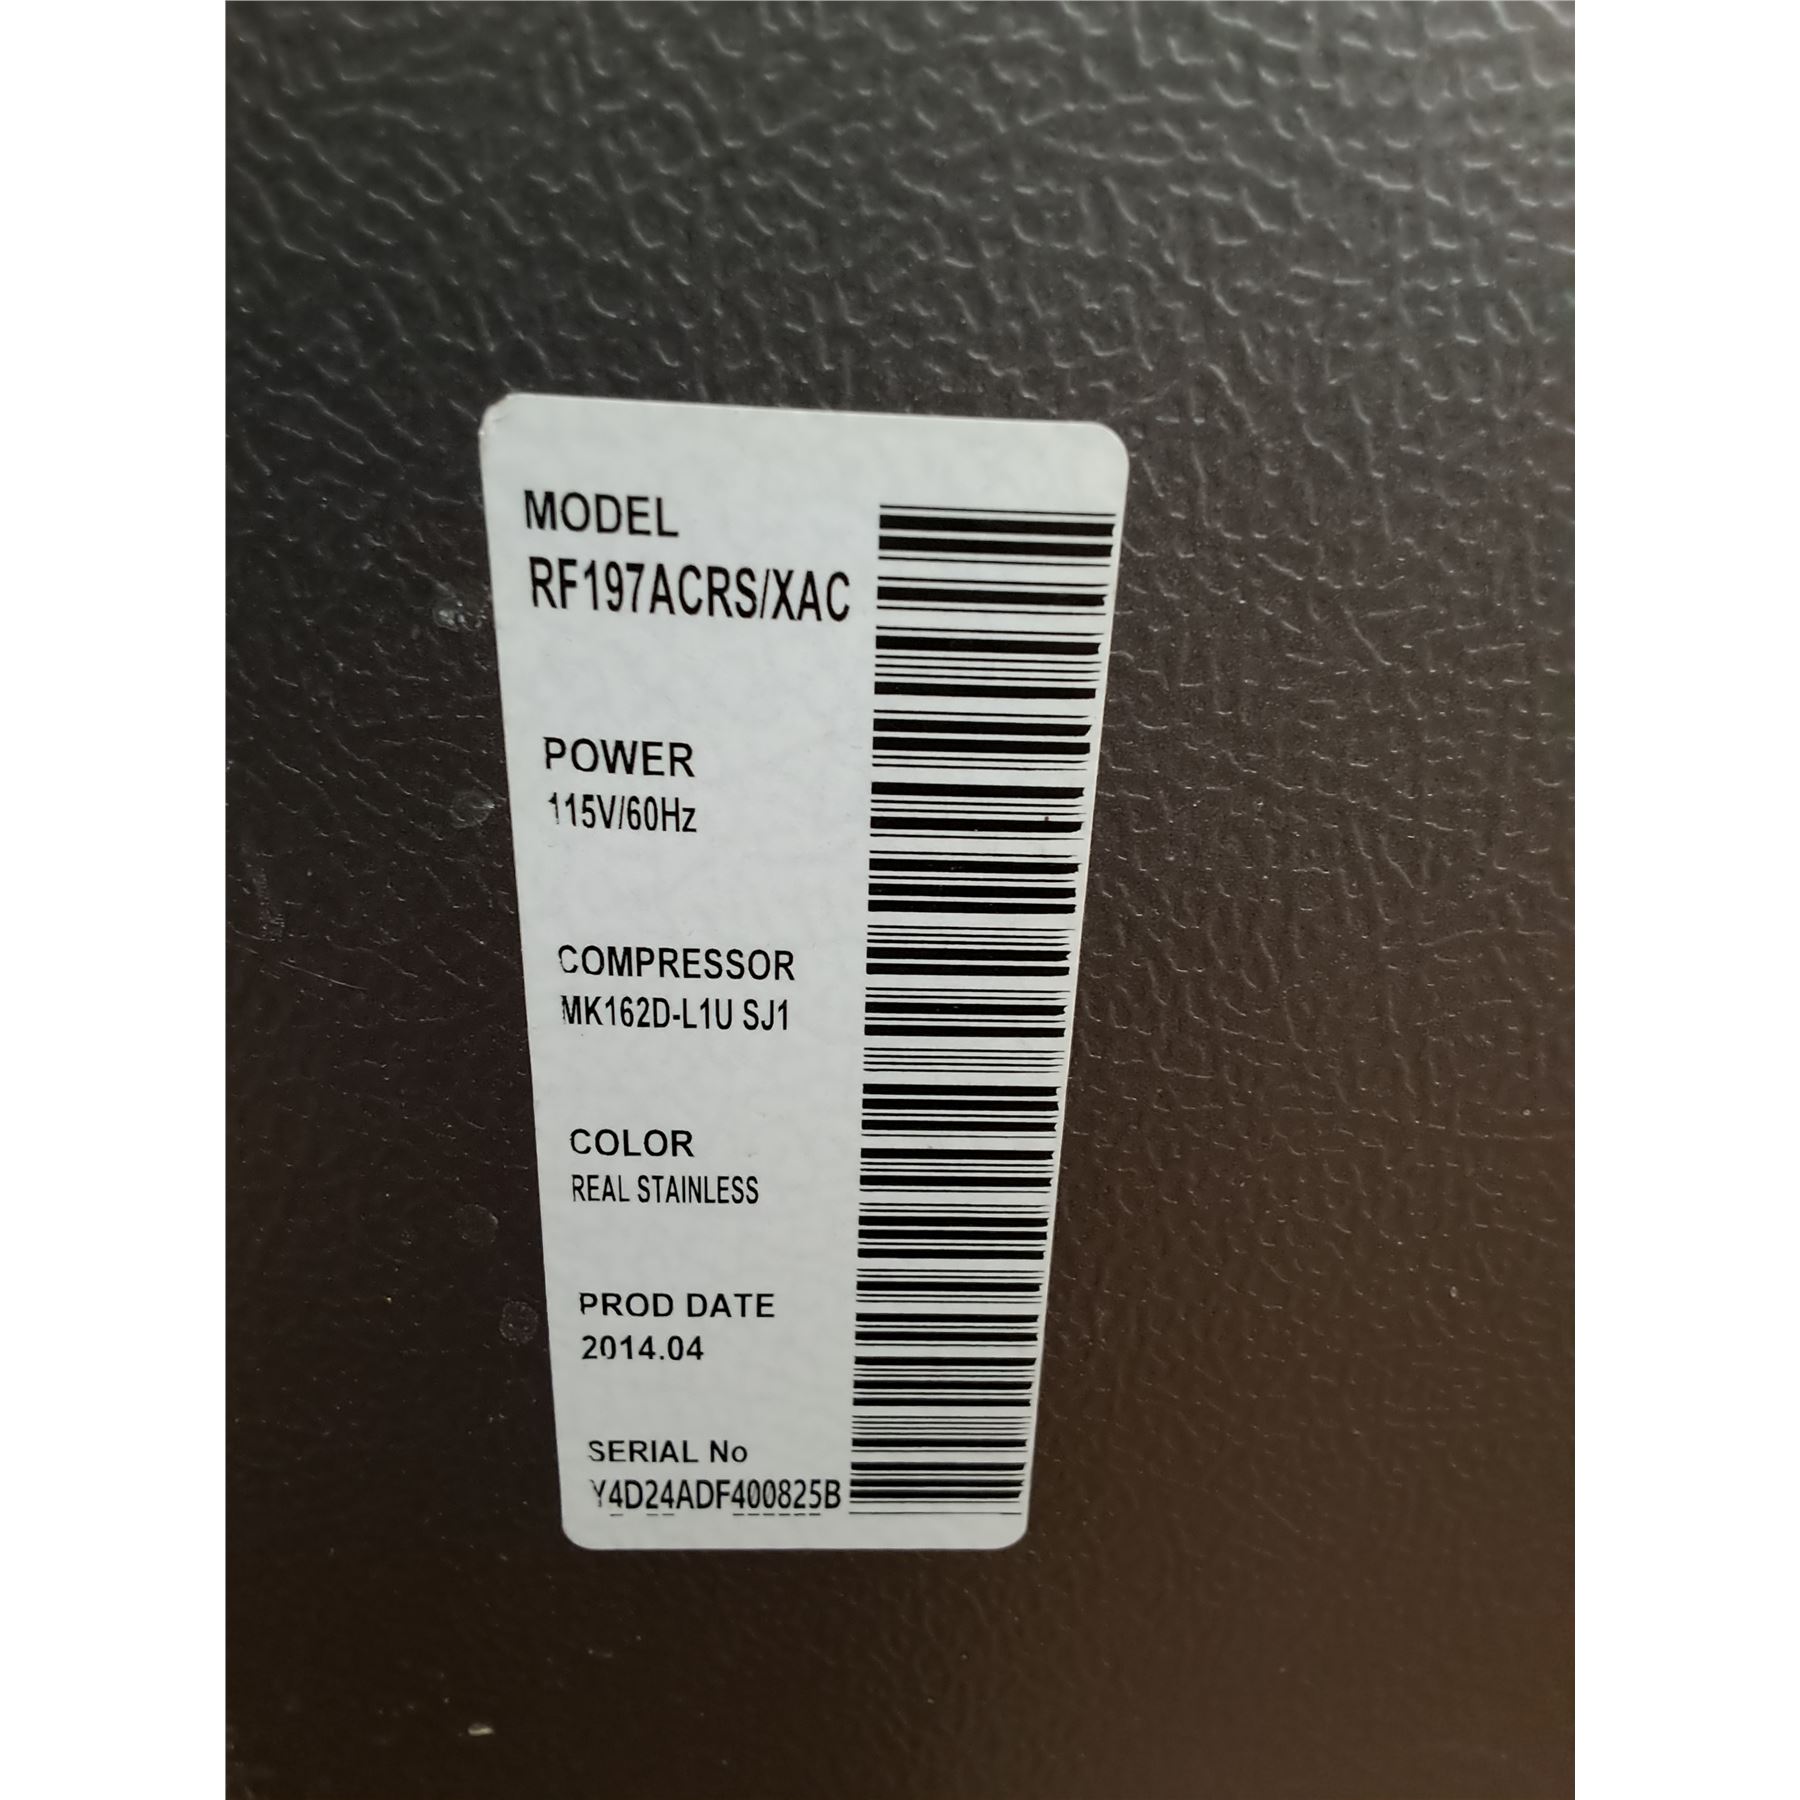 MODEL
RF197ACRS/XAC
POWER
115V/60Hz
COMPRESSOR
MK162D-L1U SJ1
COLOR
REAL STAINLESS
PROD DATE
2014.04
SERIAL No
Y4D24ADF400825B